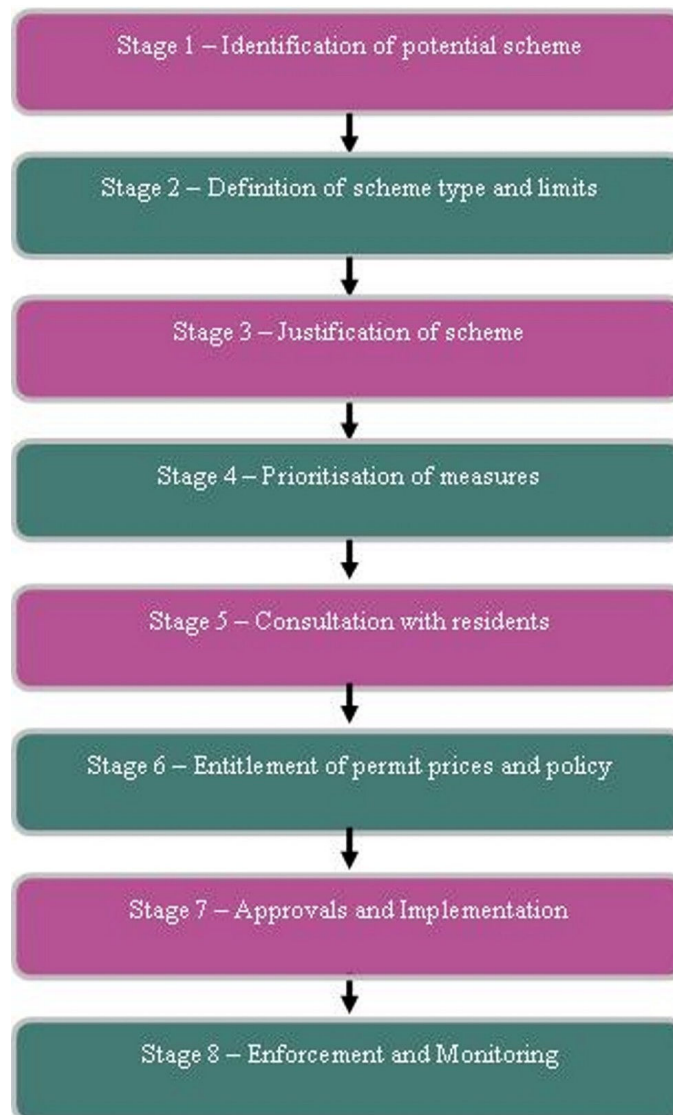 Stage 1 – Identification of potential scheme
Stage 2 – Definition of scheme type and limits
Stage 3 – Justification of scheme
Stage 4 – Prioritisation of measures
Stage 5 – Consultation with residents
Stage 6 – Entitlement of permit prices and policy
Stage 7 – Approvals and Implementation
Stage 8 – Enforcement and Monitoring